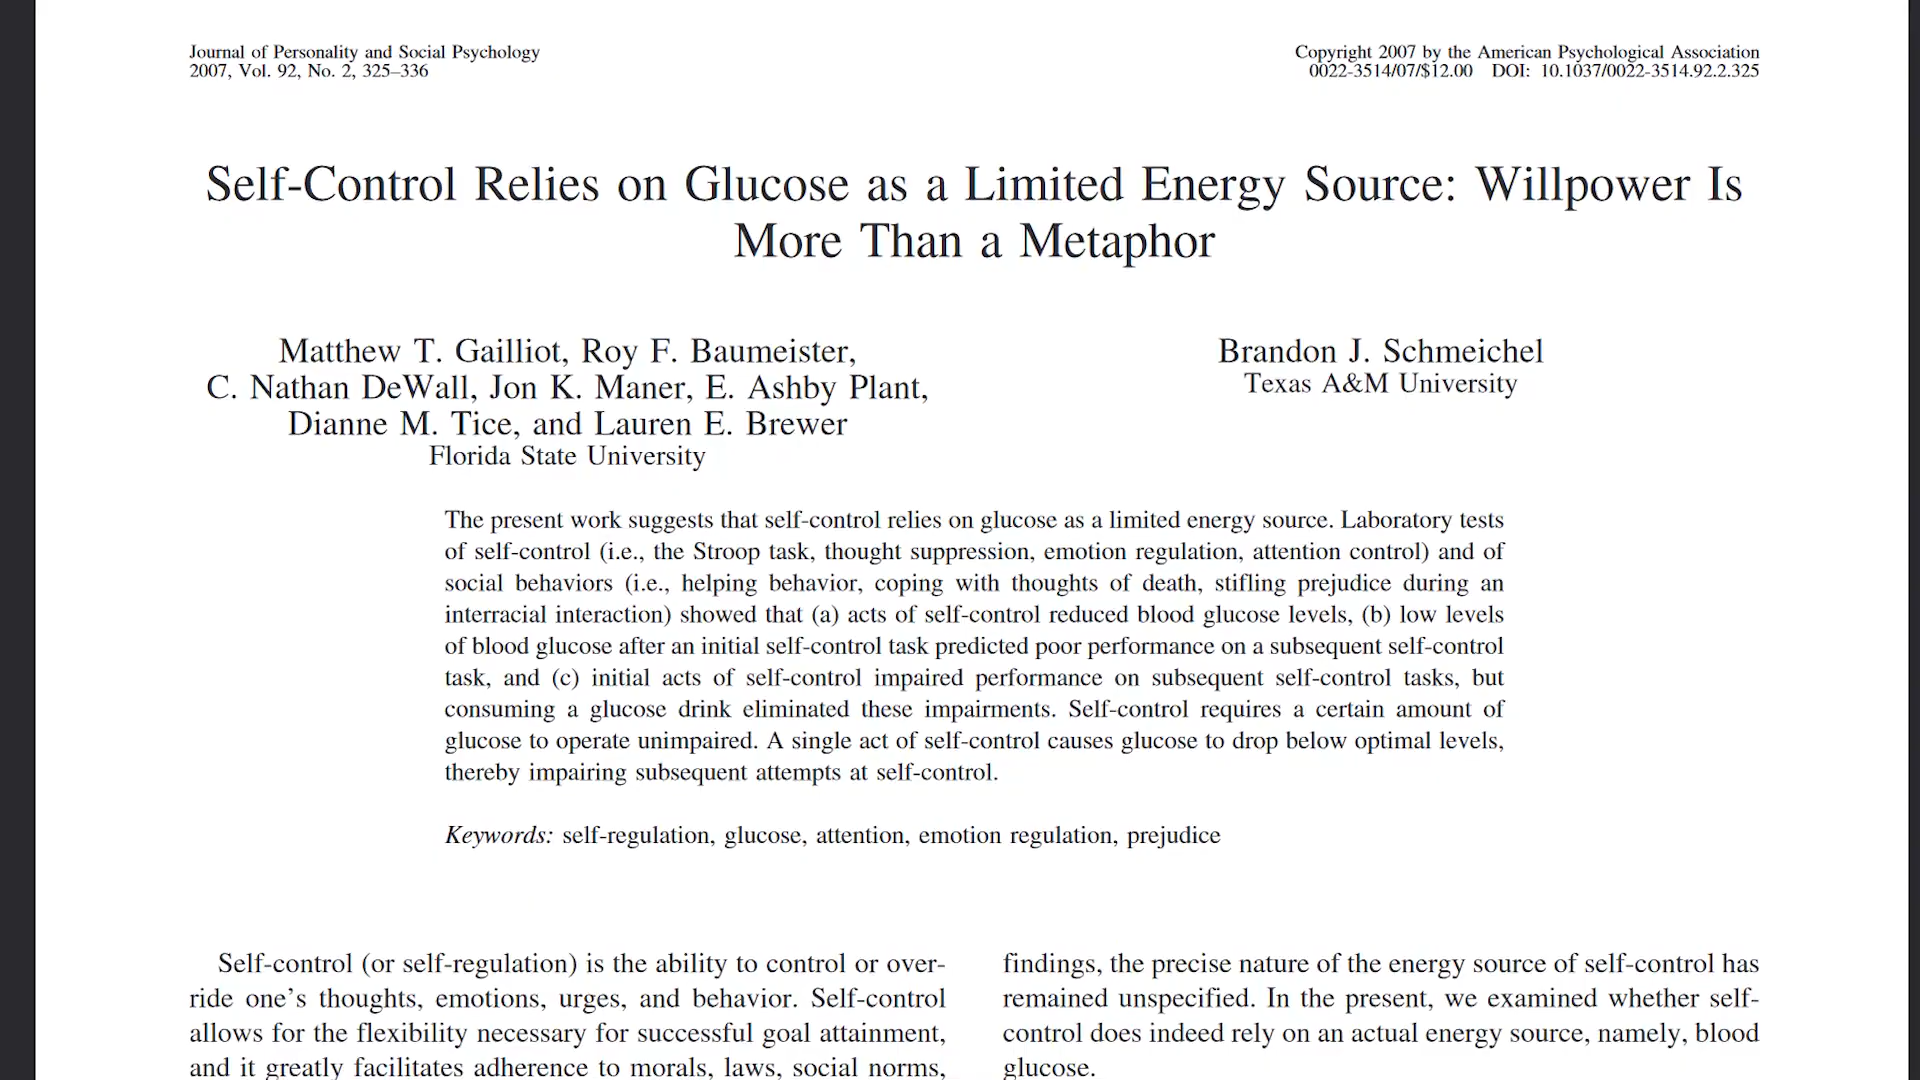 Journal of Personality and Social Psychology
2007, Vol. 92, No. 2, 325–336
Copyright 2007 by the American Psychological Association
0022-3514/07/$12.00 DOI: 10.1037/0022-3514.92.2.325
Self-Control Relies on Glucose as a Limited Energy Source: Willpower Is
More Than a Metaphor
Matthew T. Gailliot, Roy F. Baumeister,
C. Nathan DeWall, Jon K. Maner, E. Ashby Plant,
Dianne M. Tice, and Lauren E. Brewer
Florida State University
Brandon J. Schmeichel
Texas A&M University
The present work suggests that self-control relies on glucose as a limited energy source. Laboratory tests
of self-control (i.e., the Stroop task, thought suppression, emotion regulation, attention control) and of
social behaviors (i.e., helping behavior, coping with thoughts of death, stifling prejudice during an
interracial interaction) showed that (a) acts of self-control reduced blood glucose levels, (b) low levels
of blood glucose after an initial self-control task predicted poor performance on a subsequent self-control
task, and (c) initial acts of self-control impaired performance on subsequent self-control tasks, but
consuming a glucose drink eliminated these impairments. Self-control requires a certain amount of
glucose to operate unimpaired. A single act of self-control causes glucose to drop below optimal levels,
thereby impairing subsequent attempts at self-control.
Keywords: self-regulation, glucose, attention, emotion regulation, prejudice
Self-control (or self-regulation) is the ability to control or over-
ride one's thoughts, emotions, urges, and behavior. Self-control
allows for the flexibility necessary for successful goal attainment,
and it greatly facilitates adherence to morals, laws, social norms,
findings, the precise nature of the energy source of self-control has
remained unspecified. In the present, we examined whether self-
control does indeed rely on an actual energy source, namely, blood
glucose.